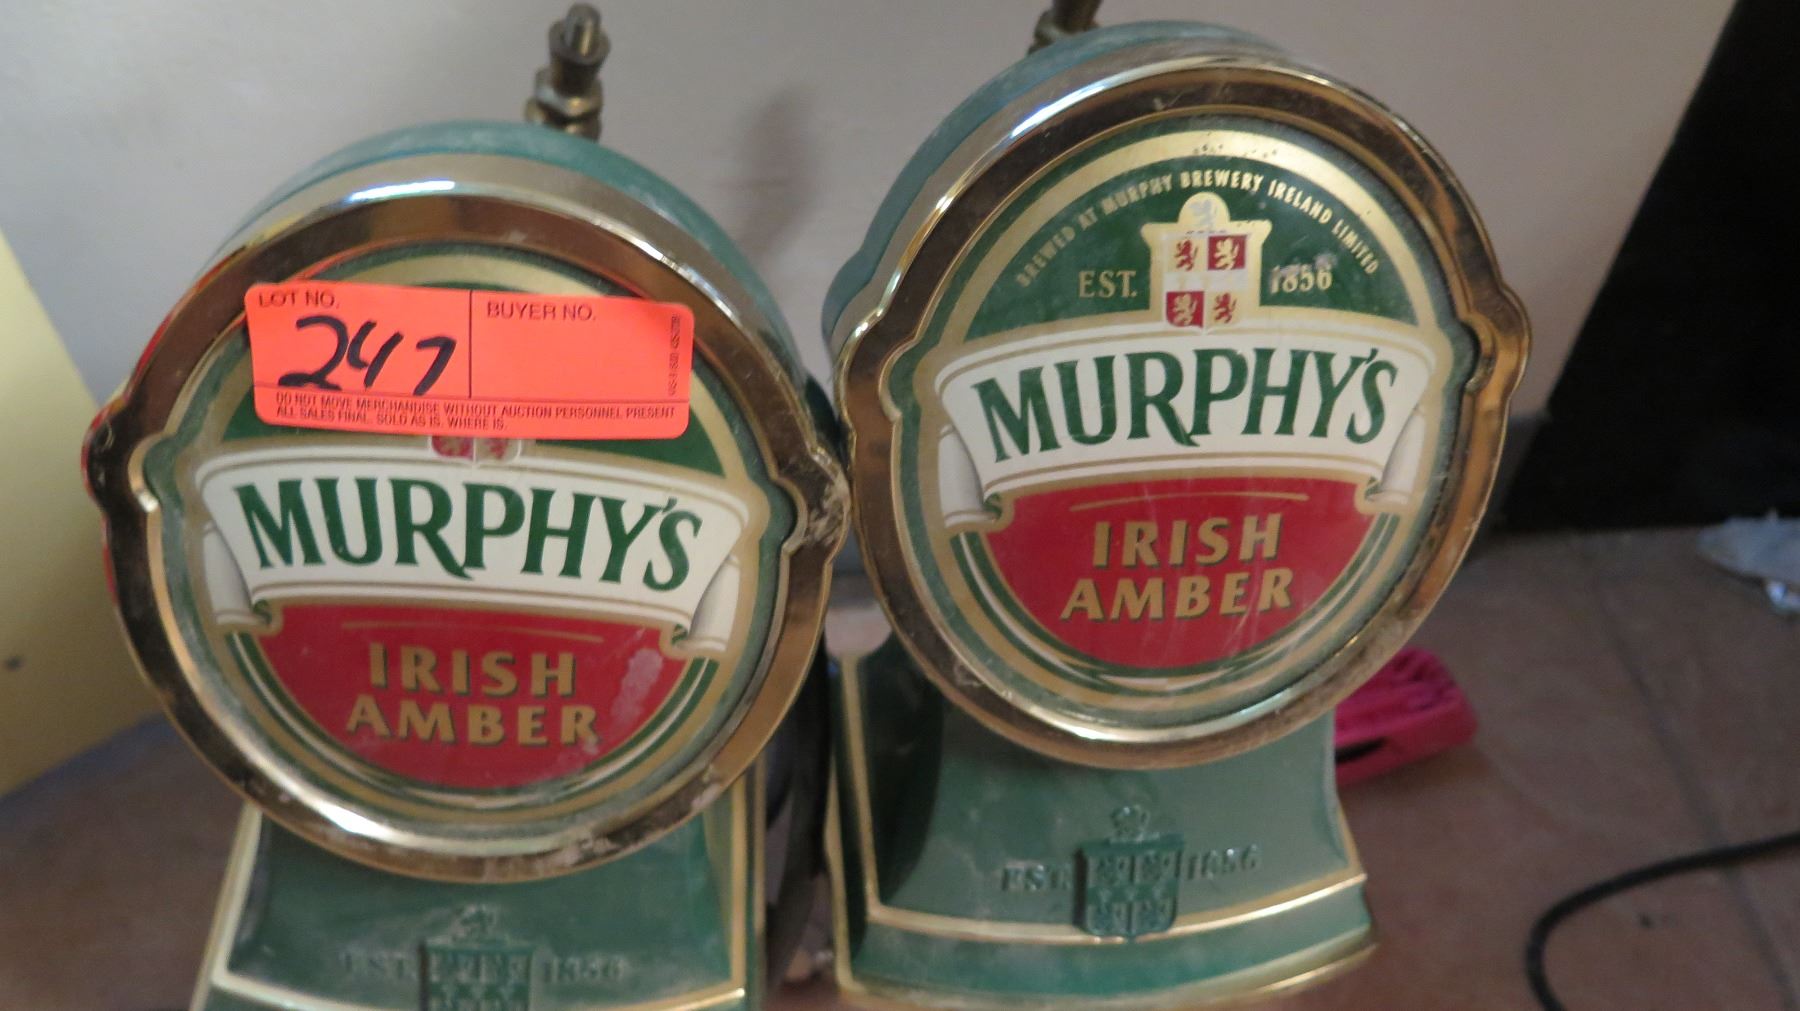 LOT NO.
247
BUYER NO.
DO NOT MOVE MERCHANDISE WITHOUT AUCTION PERSONNEL PRESENT
ALL SALES FINAL. SOLD AS IS. WHERE IS.
MURPHY'S
IRISH
AMBER
EST. 1856
BREWED AT MURPHY BREWERY IRELAND LIMITED
EST. 1856
MURPHY'S
IRISH
AMBER
EST. 1856